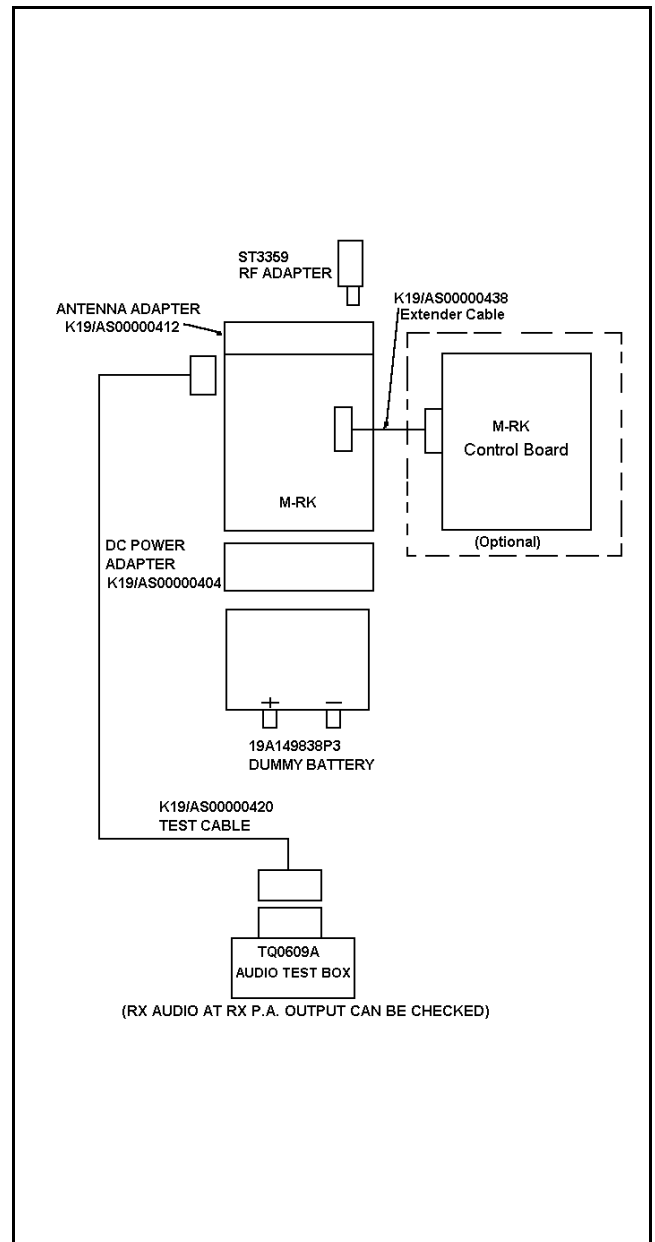 ST3359
RF ADAPTER
K19/AS00000438
Extender Cable
ANTENNA ADAPTER
K19/AS00000412
M-RK
Control Board
(Optional)
M-RK
DC POWER
ADAPTER
K19/AS00000404
+ −
19A149838P3
DUMMY BATTERY
K19/AS00000420
TEST CABLE
TQ0609A
AUDIO TEST BOX
(RX AUDIO AT RX P.A. OUTPUT CAN BE CHECKED)